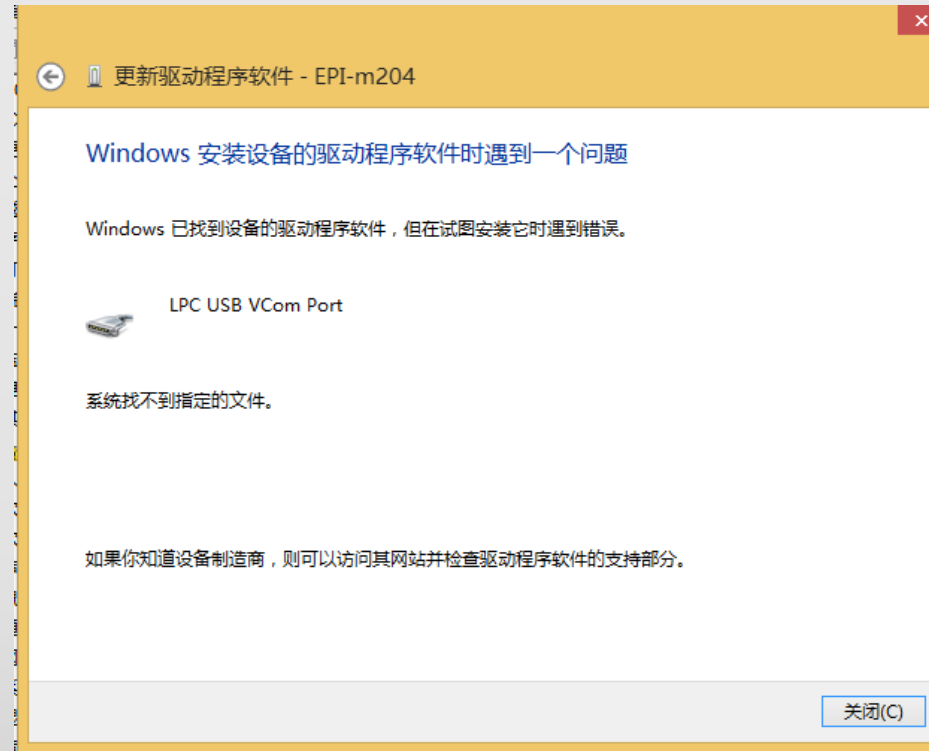 更新驱动程序软件 - EPI-m204
Windows 安装设备的驱动程序软件时遇到一个问题
Windows 已找到设备的驱动程序软件，但在试图安装它时遇到错误。
LPC USB VCom Port
系统找不到指定的文件。
如果你知道设备制造商，则可以访问其网站并检查驱动程序软件的支持部分。
关闭(C)